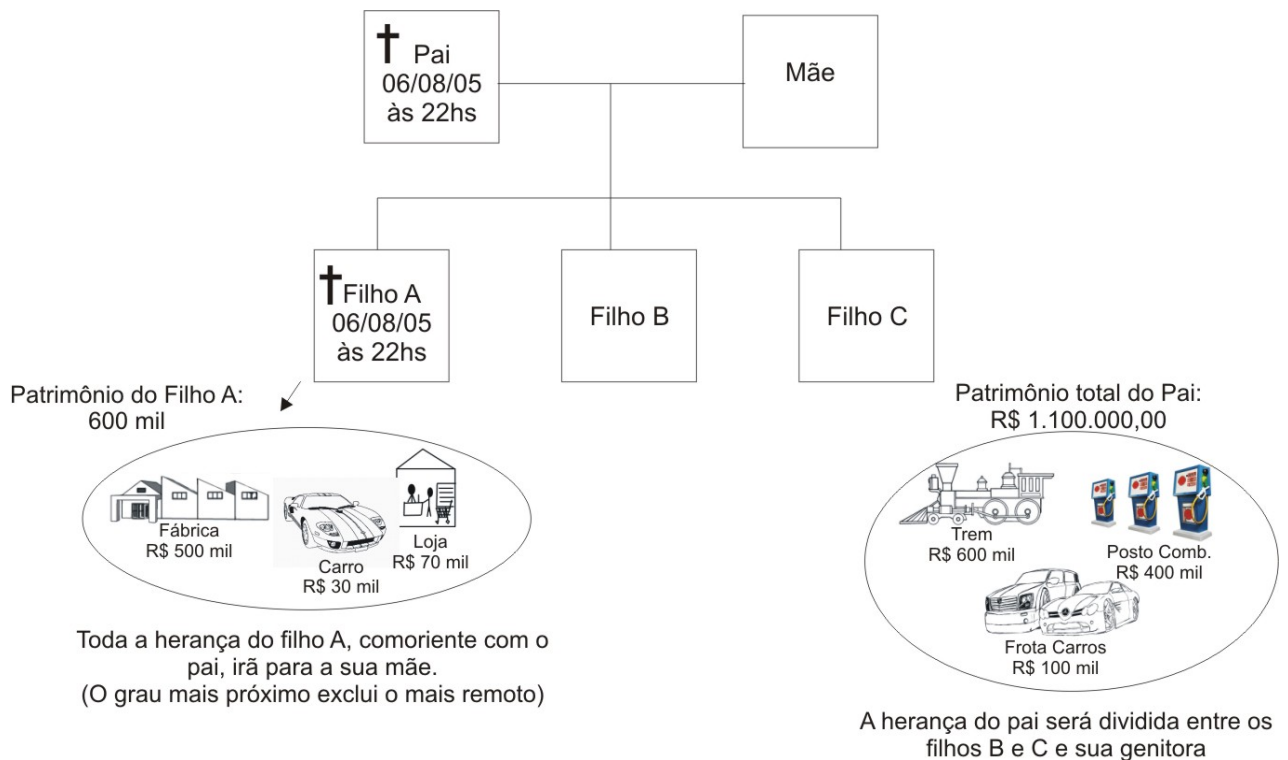 † Pai
06/08/05
às 22hs
Mãe
†Filho A
06/08/05
às 22hs
Filho B
Filho C
Patrimônio do Filho A:
600 mil
Fábrica
R$ 500 mil
Carro
R$ 30 mil
Loja
R$ 70 mil
Toda a herança do filho A, comoriente com o
pai, irã para a sua mãe.
(O grau mais próximo exclui o mais remoto)
Patrimônio total do Pai:
R$ 1.100.000,00
Trem
R$ 600 mil
Posto Comb.
R$ 400 mil
Frota Carros
R$ 100 mil
A herança do pai será dividida entre os
filhos B e C e sua genitora